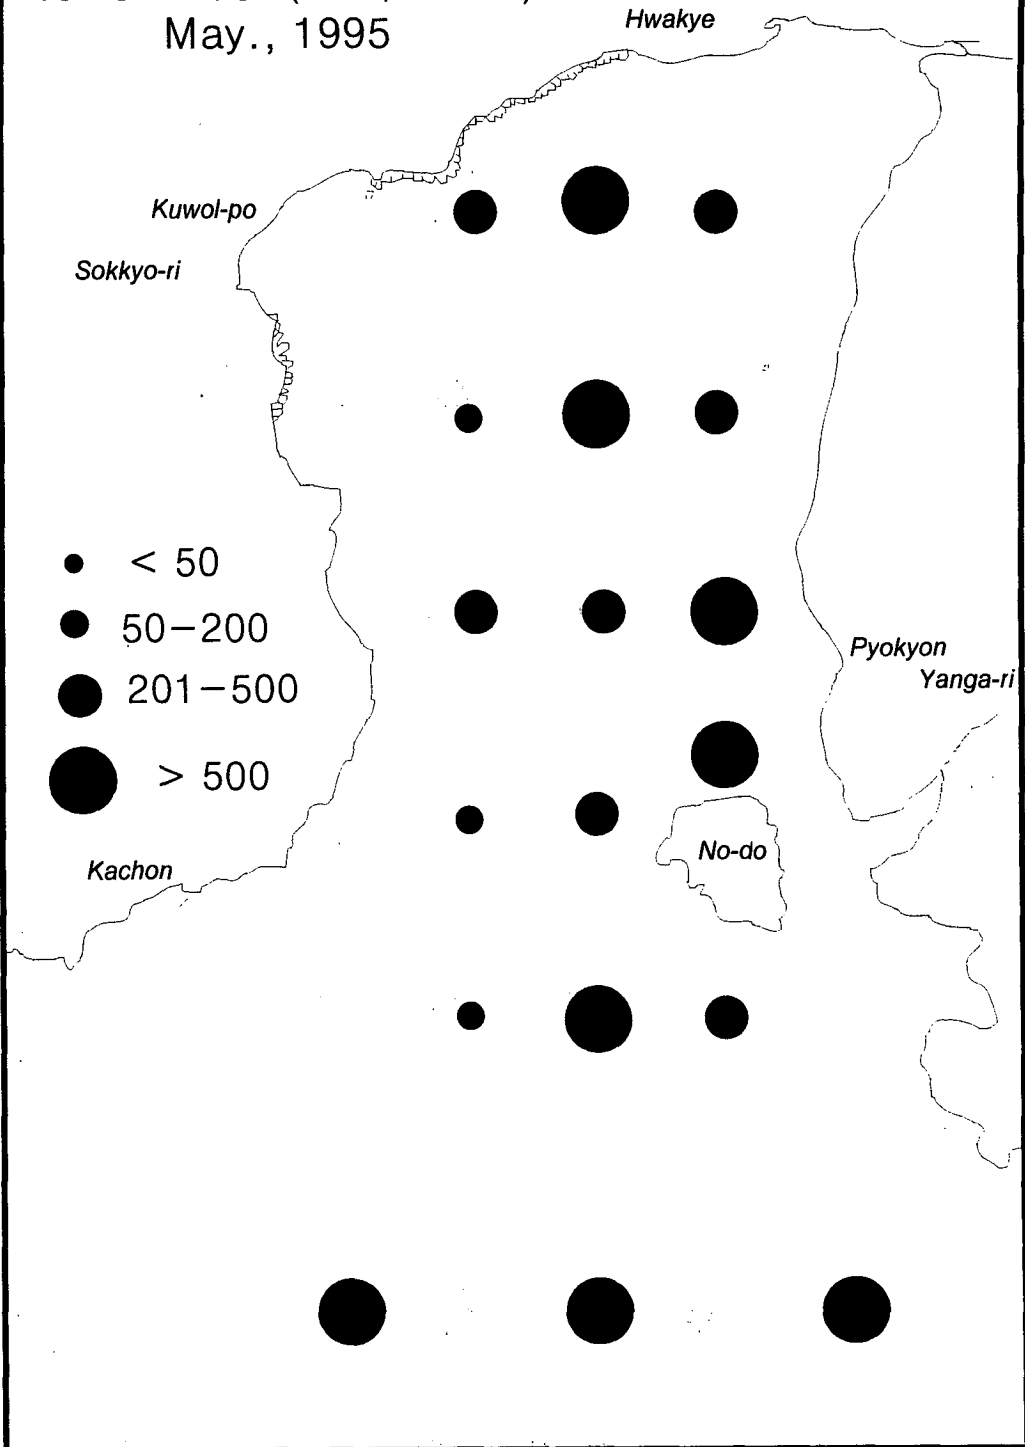 May., 1995
Hwakye
Kuwol-po
Sokkyo-ri
< 50
50-200
201-500
> 500
Pyokyon
Yanga-ri
No-do
Kachon